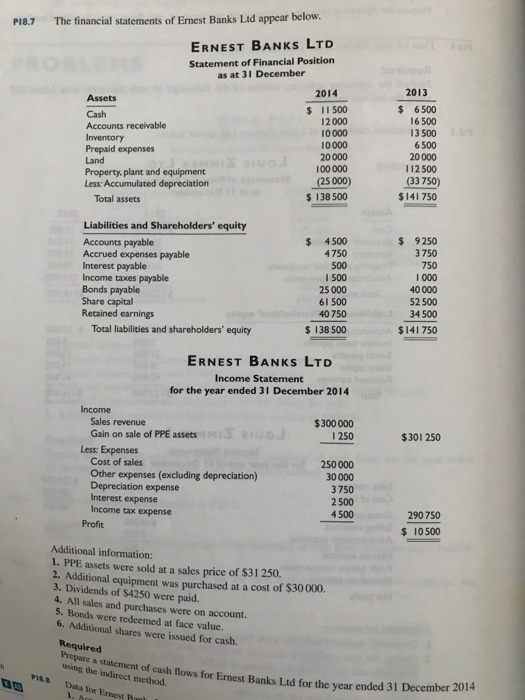 P18.7 The financial statements of Ernest Banks Ltd appear below.
ERNEST BANKS LTD
Statement of Financial Position
as at 31 December
Assets 2014 2013
Cash $ 11 500 $ 6 500
Accounts receivable 12 000 16 500
Inventory 10 000 13 500
Prepaid expenses 10 000 6 500
Land 20 000 20 000
Property, plant and equipment 100 000 112 500
Less: Accumulated depreciation (25 000) (33 750)
Total assets $ 138 500 $ 141 750
Liabilities and Shareholders' equity
Accounts payable $ 4 500 $ 9 250
Accrued expenses payable 4 750 3 750
Interest payable 500 750
Income taxes payable 1 500 1 000
Bonds payable 25 000 40 000
Share capital 61 500 52 500
Retained earnings 40 750 34 500
Total liabilities and shareholders' equity $ 138 500 $ 141 750
ERNEST BANKS LTD
Income Statement
for the year ended 31 December 2014
Income
Sales revenue $ 300 000
Gain on sale of PPE assets 1 250 $ 301 250
Less: Expenses
Cost of sales 250 000
Other expenses (excluding depreciation) 30 000
Depreciation expense 3 750
Interest expense 2 500
Income tax expense 4 500 290 750
Profit $ 10 500
Additional information:
1. PPE assets were sold at a sales price of $31 250.
2. Additional equipment was purchased at a cost of $30 000.
3. Dividends of $4250 were paid.
4. All sales and purchases were on account.
5. Bonds were redeemed at face value.
6. Additional shares were issued for cash.
Required
Prepare a statement of cash flows for Ernest Banks Ltd for the year ended 31 December 2014
using the indirect method.
P18.8 Data for Ernest
1.